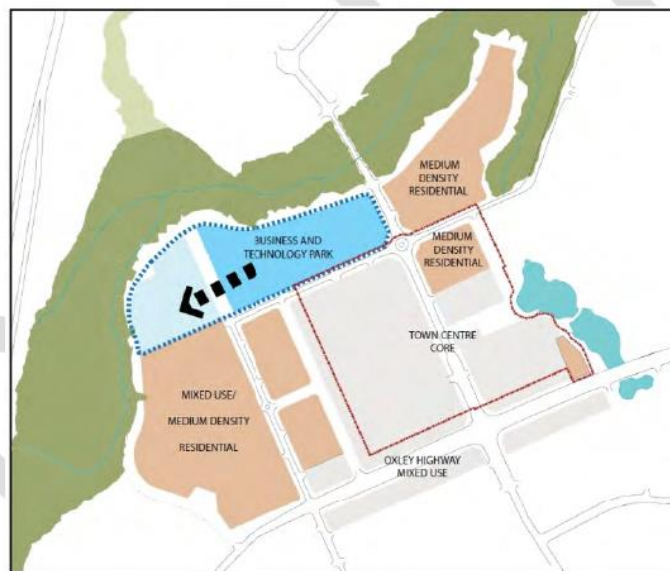 MEDIUM
DENSITY
RESIDENTIAL
BUSINESS AND
TECHNOLOGY PARK
MEDIUM
DENSITY
RESIDENTIAL
TOWN CENTRE
CORE
MIXED USE/
MEDIUM DENSITY
RESIDENTIAL
OXLEY HIGHWAY
MIXED USE